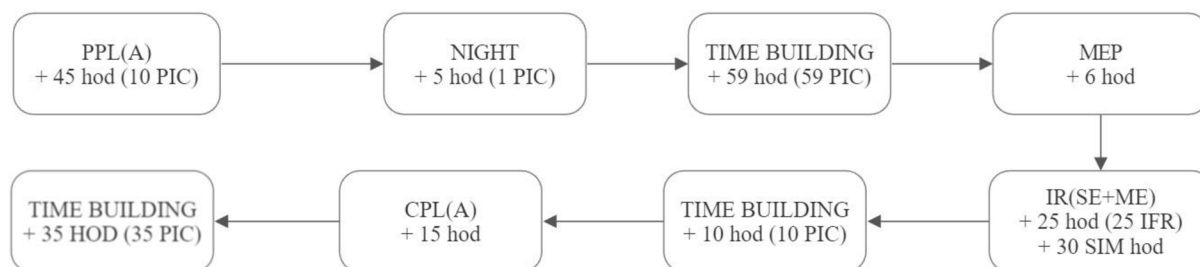 PPL(A)
+ 45 hod (10 PIC)
NIGHT
+ 5 hod (1 PIC)
TIME BUILDING
+ 59 hod (59 PIC)
MEP
+ 6 hod
IR(SE+ME)
+ 25 hod (25 IFR)
+ 30 SIM hod
TIME BUILDING
+ 10 hod (10 PIC)
CPL(A)
+ 15 hod
TIME BUILDING
+ 35 HOD (35 PIC)